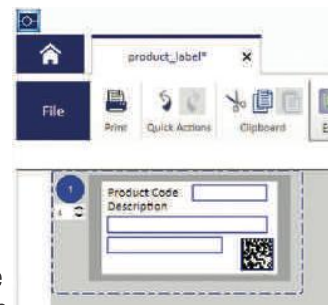 product_label*
File
Print
Quick Actions
Clipboard
1
4
Product Code
Description